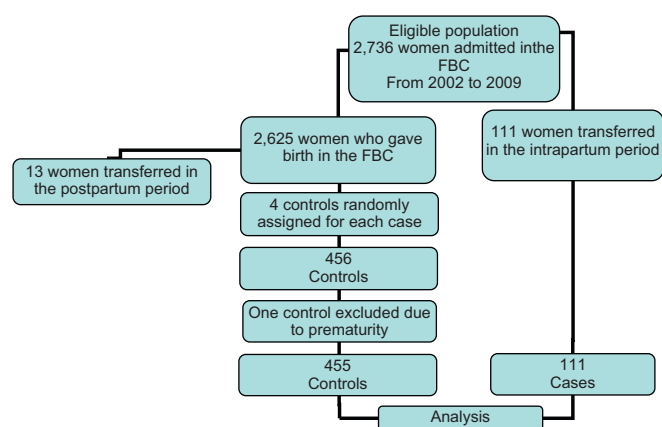 Eligible population
2,736 women admitted inthe
FBC
From 2002 to 2009
2,625 women who gave
birth in the FBC
111 women transferred
in the intrapartum period
13 women transferred in
the postpartum period
4 controls randomly
assigned for each case
456
Controls
One control excluded due
to prematurity
455
Controls
111
Cases
Analysis